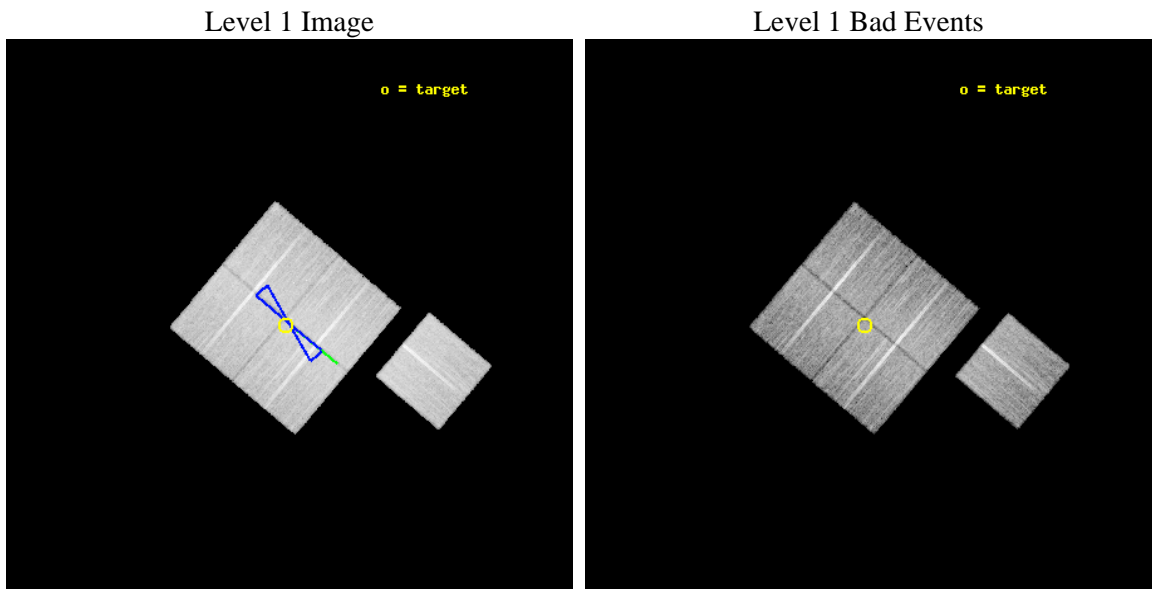 Level 1 Image
Level 1 Bad Events
o = target
o = target